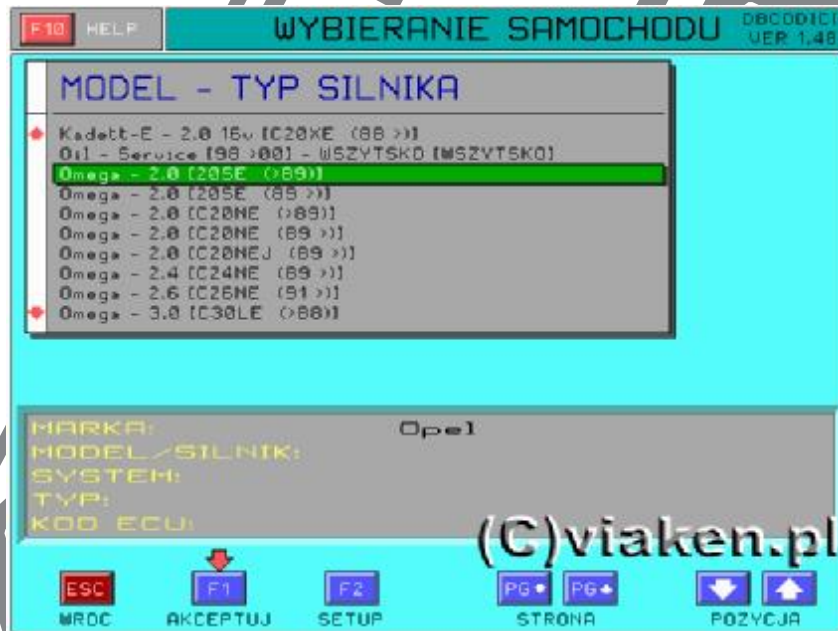 F10 HELP WYBIERANIE SAMOCHODU DBCODICI
VER 1.48
MODEL - TYP SILNIKA
Kadett-E - 2.0 16v [C20XE (88 >)]
Oil - Service [98 >00] - WSZYTSKO [WSZYTSKO]
Omega - 2.0 [20SE (>89)]
Omega - 2.0 [20SE (89 >)]
Omega - 2.0 [C20NE (>89)]
Omega - 2.0 [C20NE (89 >)]
Omega - 2.0 [C20NEJ (89 >)]
Omega - 2.4 [C24NE (89 >)]
Omega - 2.6 [C26NE (91 >)]
Omega - 3.0 [C30LE (>88)]
MARKA: Opel
MODEL/SILNIK:
SYSTEM:
TYP:
KOD ECU:
(C)viaken.pl
ESC F1 F2 PG PG
WROC AKCEPTUJ SETUP STRONA POZYCJA